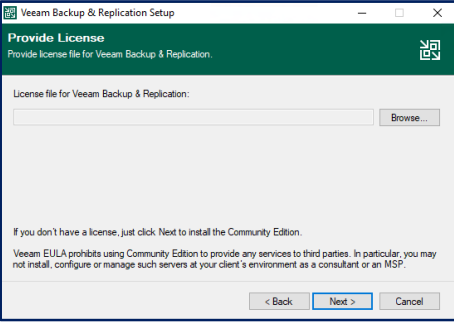 Veeam Backup & Replication Setup
Provide License
Provide license file for Veeam Backup & Replication.
License file for Veeam Backup & Replication:
Browse...
If you don't have a license, just click Next to install the Community Edition.
Veeam EULA prohibits using Community Edition to provide any services to third parties. In particular, you may
not install, configure or manage such servers at your client's environment as a consultant or an MSP.
< Back Next > Cancel